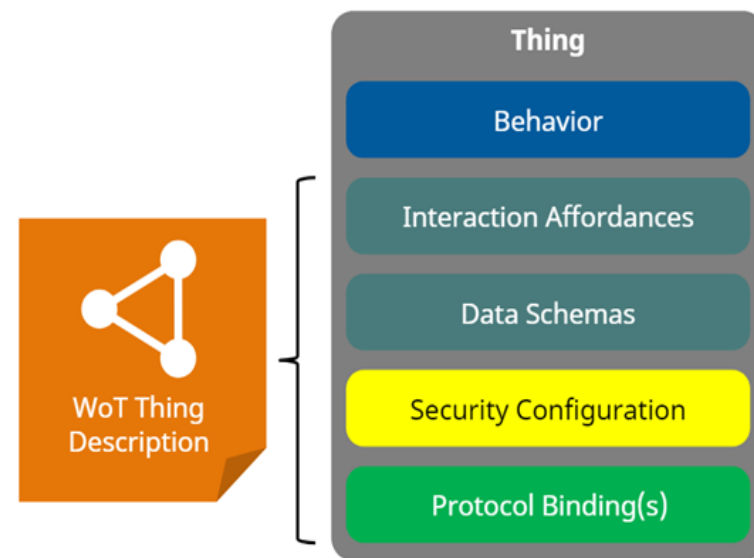 Thing
Behavior
Interaction Affordances
Data Schemas
Security Configuration
Protocol Binding(s)
WoT Thing
Description